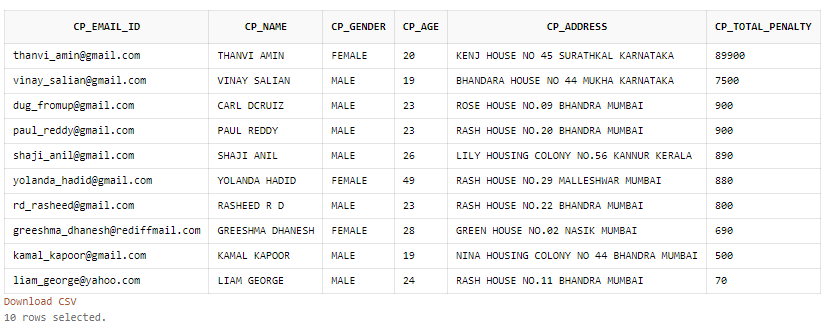 CP_EMAIL_ID CP_NAME CP_GENDER CP_AGE CP_ADDRESS CP_TOTAL_PENALTY
thanvi_amin@gmail.com THANVI AMIN FEMALE 20 KENJ HOUSE NO 45 SURATHKAL KARNATAKA 89900
vinay_salian@gmail.com VINAY SALIAN MALE 19 BHANDARA HOUSE NO 44 MUKHA KARNATAKA 7500
dug_fromup@gmail.com CARL DCRUIZ MALE 23 ROSE HOUSE NO.09 BHANDRA MUMBAI 900
paul_reddy@gmail.com PAUL REDDY MALE 23 RASH HOUSE NO.20 BHANDRA MUMBAI 900
shaji_anil@gmail.com SHAJI ANIL MALE 26 LILY HOUSING COLONY NO.56 KANNUR KERALA 890
yolanda_hadid@gmail.com YOLANDA HADID FEMALE 49 RASH HOUSE NO.29 MALLESHWAR MUMBAI 880
rd_rasheed@gmail.com RASHEED R D MALE 23 RASH HOUSE NO.22 BHANDRA MUMBAI 800
greeshma_dhanesh@rediffmail.com GREESHMA DHANESH FEMALE 28 GREEN HOUSE NO.02 NASIK MUMBAI 690
kamal_kapoor@gmail.com KAMAL KAPOOR MALE 19 NINA HOUSING COLONY NO 44 BHANDRA MUMBAI 500
liam_george@yahoo.com LIAM GEORGE MALE 24 RASH HOUSE NO.11 BHANDRA MUMBAI 70
Download CSV
10 rows selected.